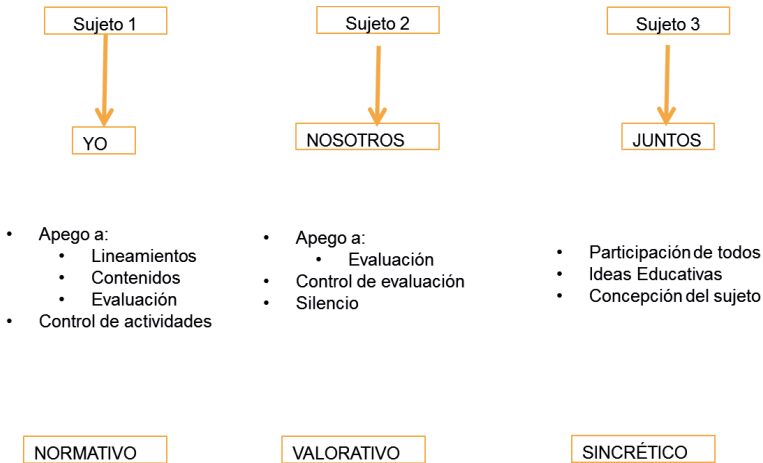 Sujeto 1
YO
• Apego a:
• Lineamientos
• Contenidos
• Evaluación
• Control de actividades
NORMATIVO
Sujeto 2
NOSOTROS
• Apego a:
• Evaluación
• Control de evaluación
• Silencio
VALORATIVO
Sujeto 3
JUNTOS
• Participación de todos
• Ideas Educativas
• Concepción del sujeto
SINCRÉTICO